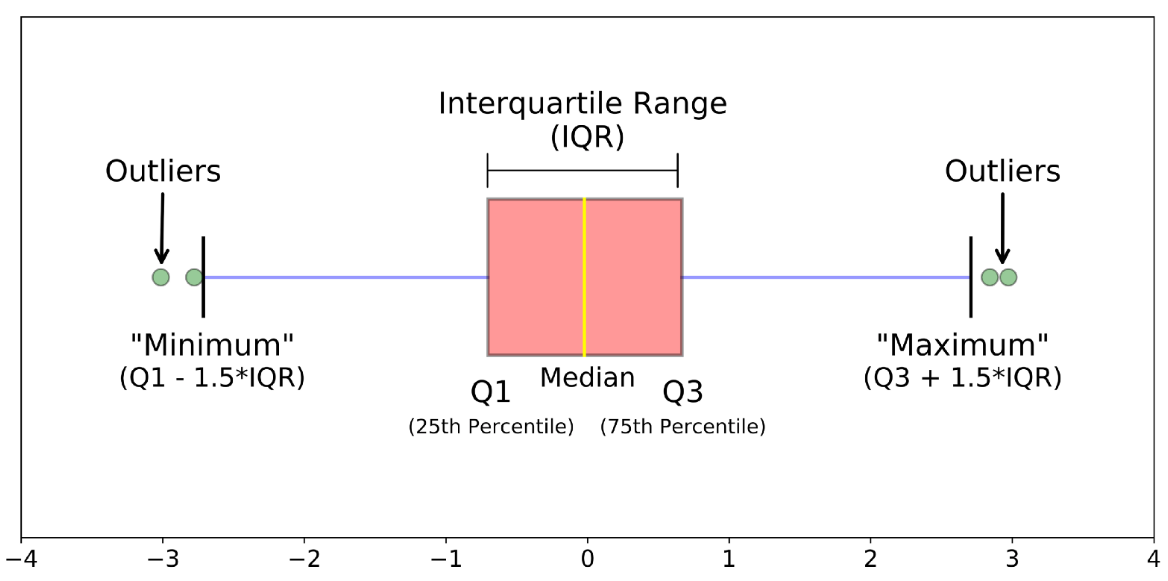 Interquartile Range
(IQR)
Outliers
Outliers
"Minimum"
(Q1 - 1.5*IQR)
"Maximum"
(Q3 + 1.5*IQR)
Q1
Median
Q3
(25th Percentile)
(75th Percentile)
−4 −3 −2 −1 0 1 2 3 4